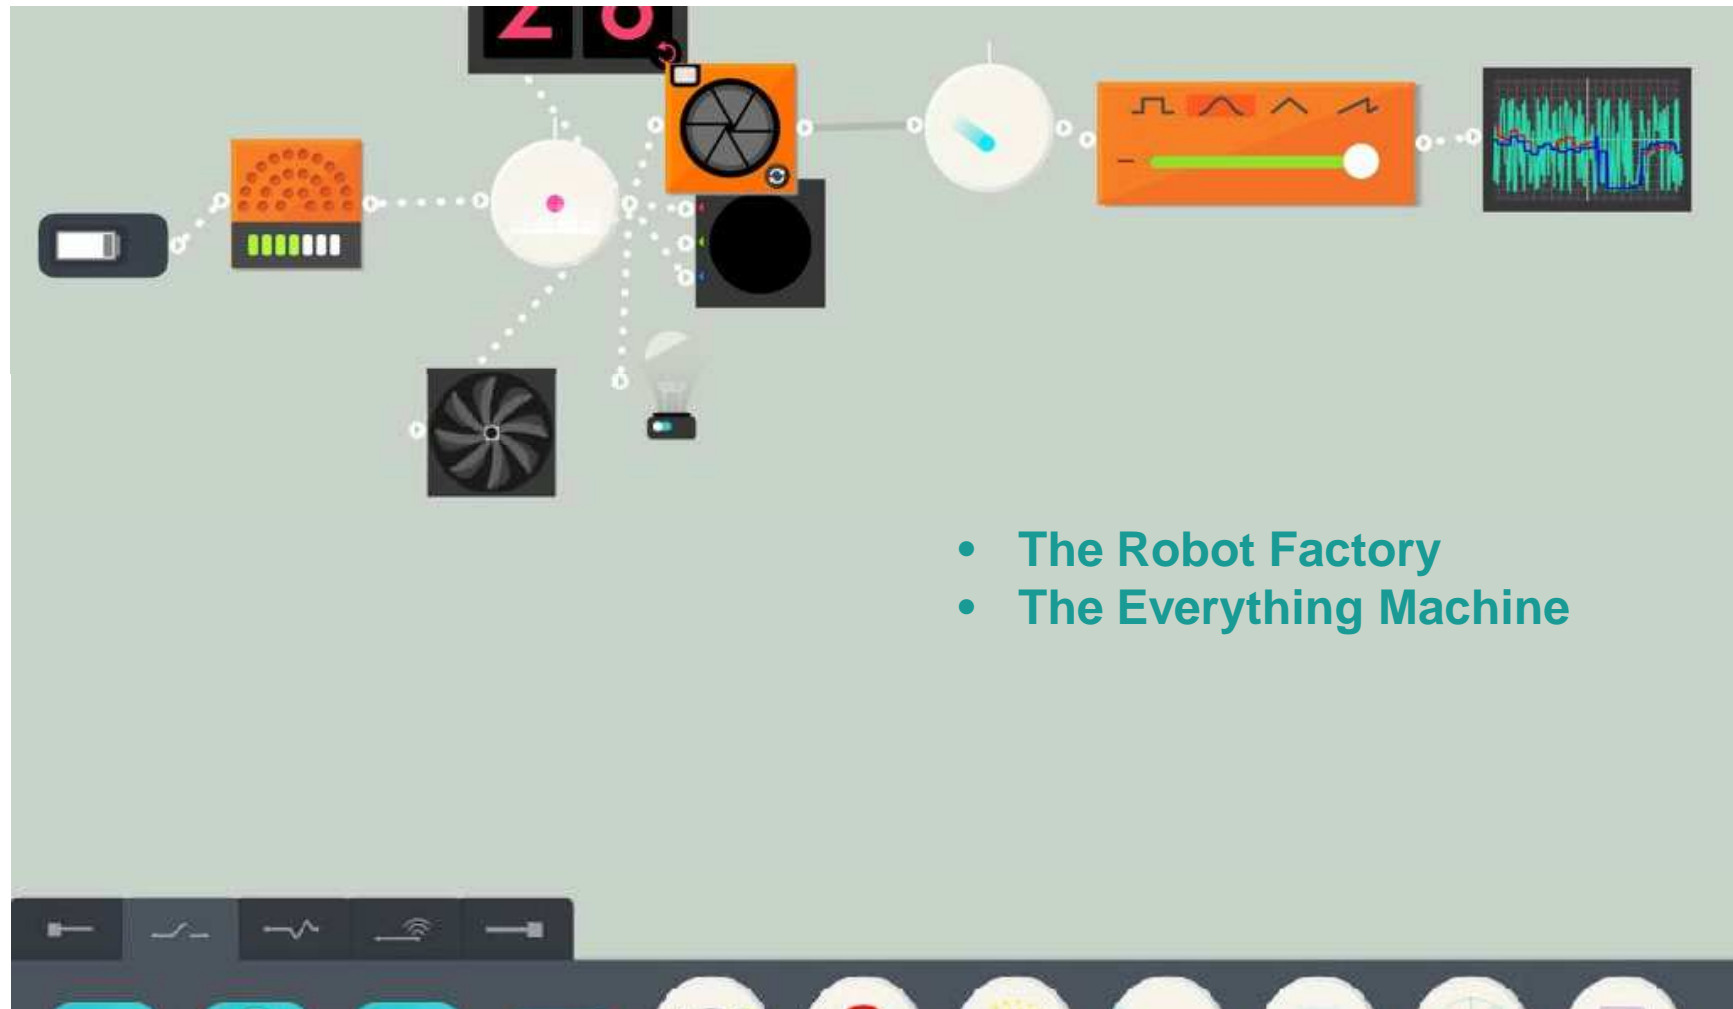 • The Robot Factory
• The Everything Machine